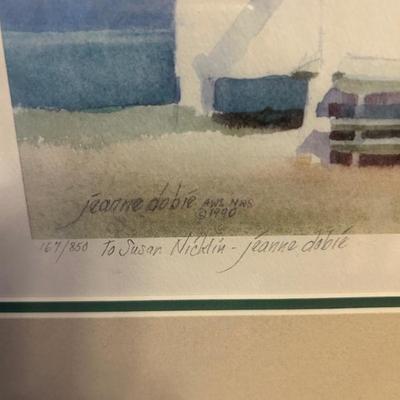 jeanne dobie AWS NWS
©1990
167/850 To Susan Nicklin - jeanne dobie